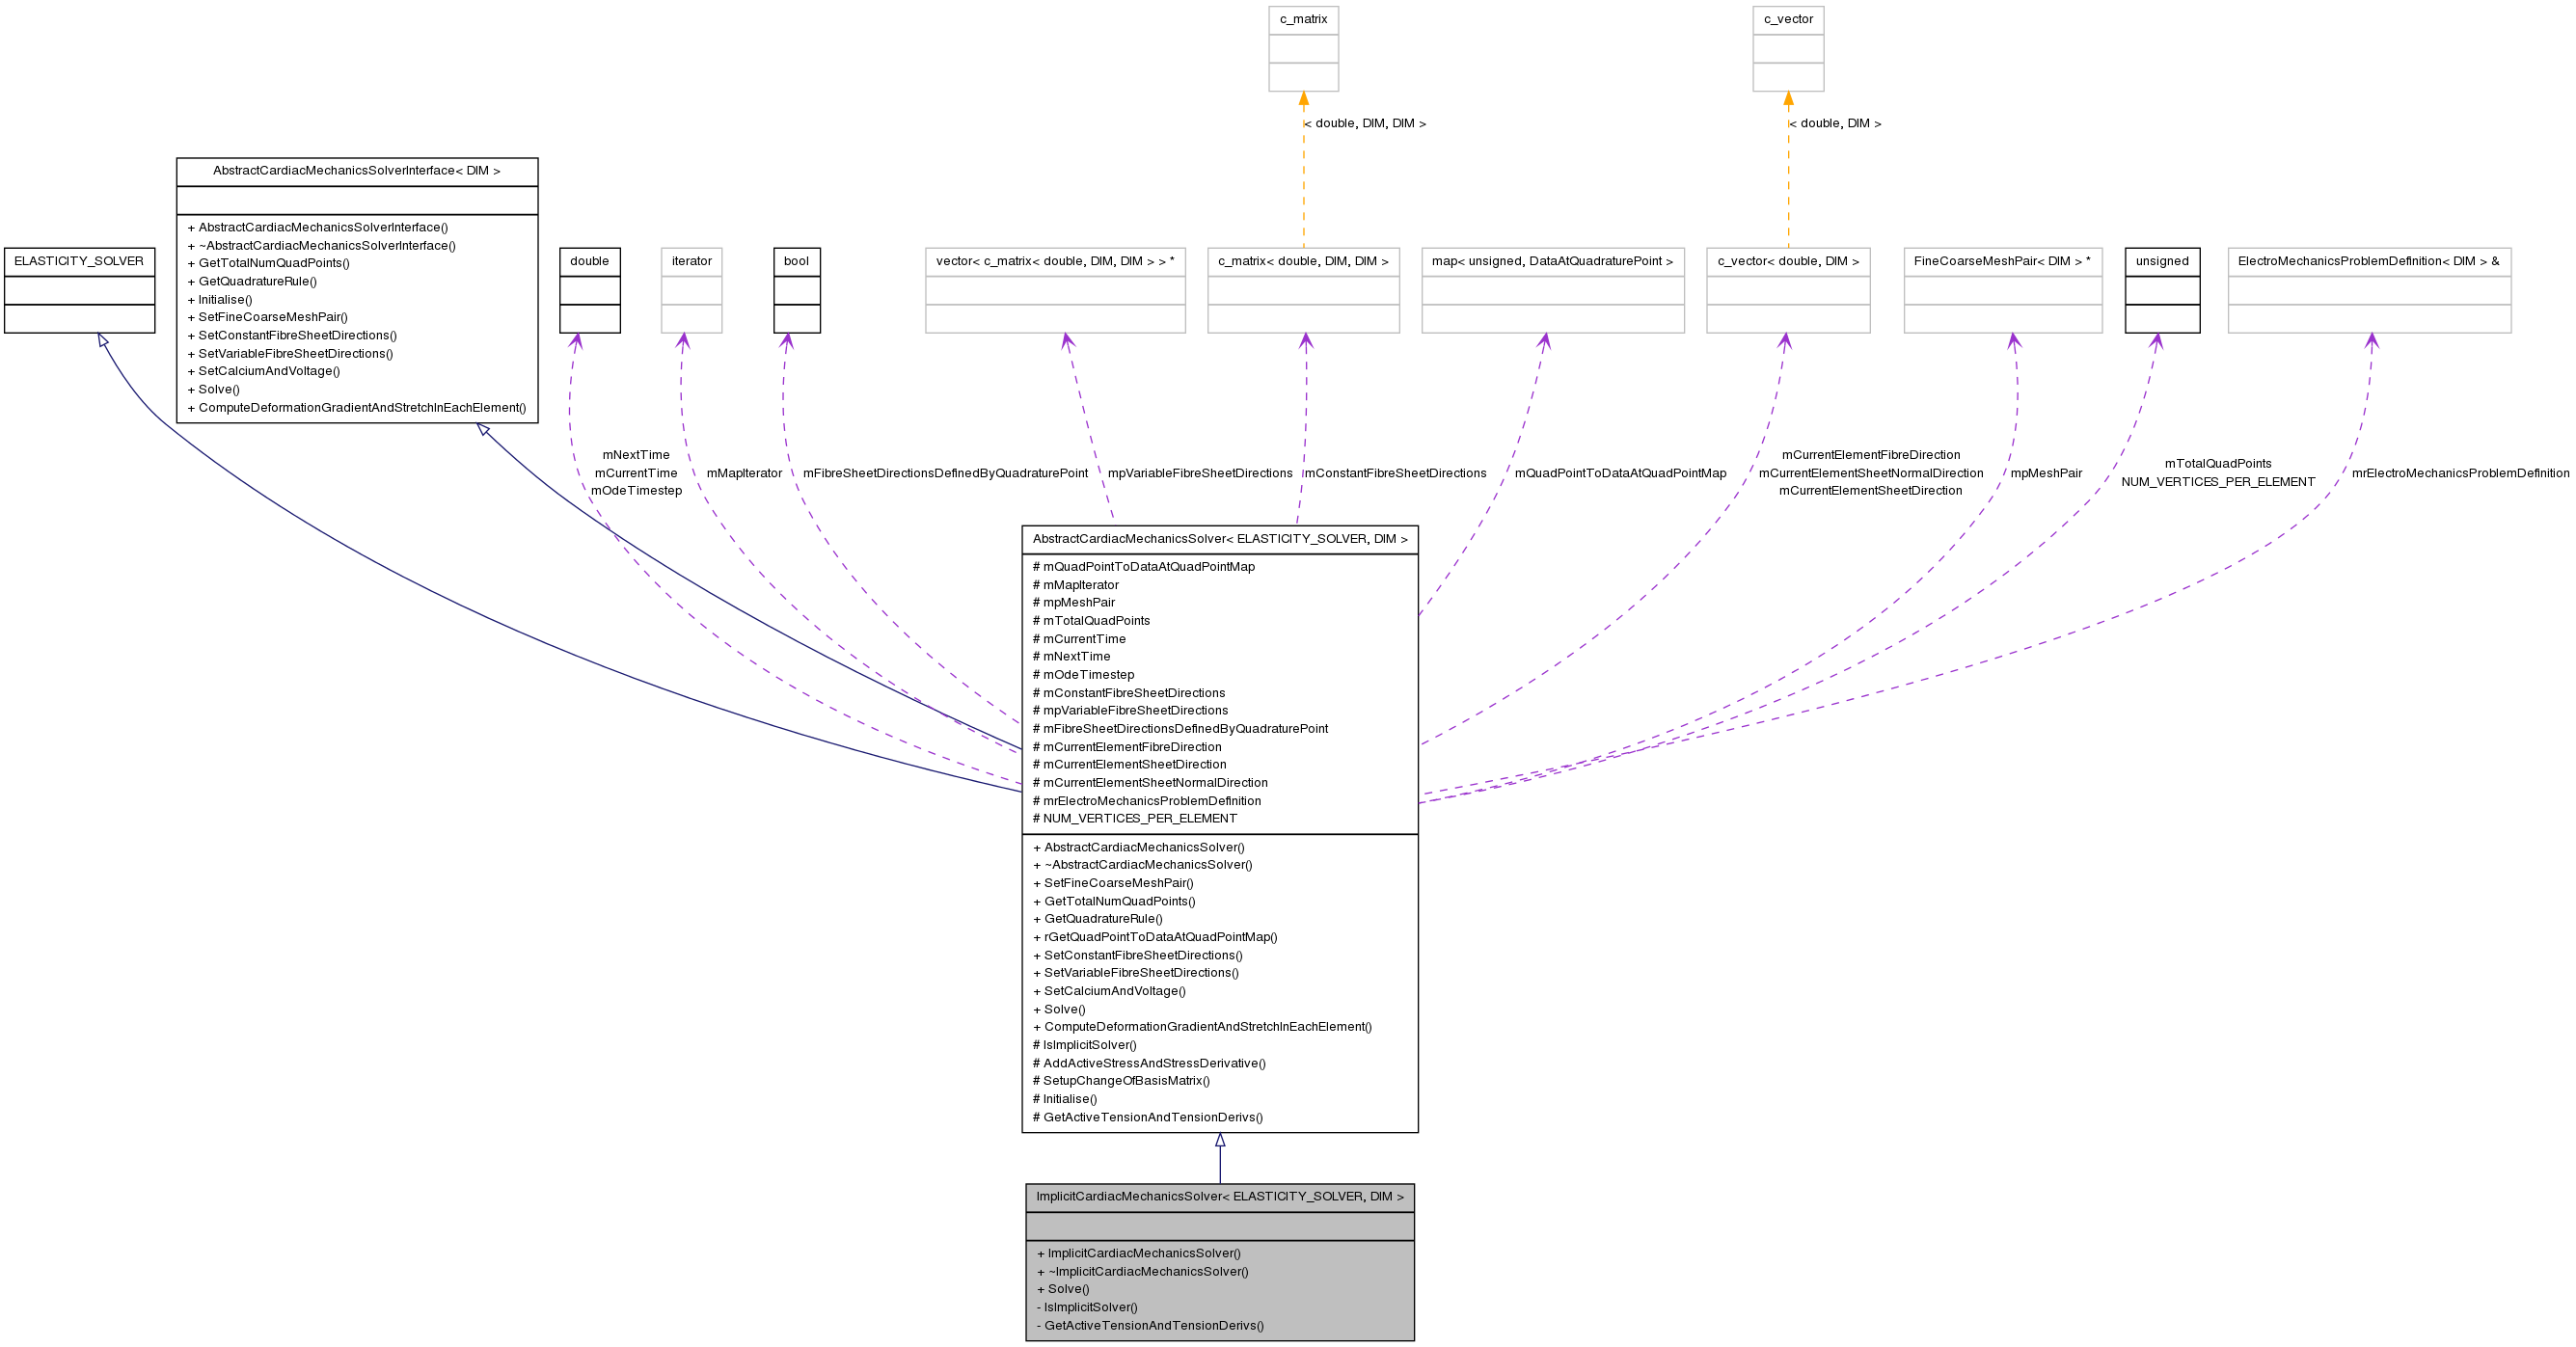 c_matrix
c_vector
< double, DIM, DIM >
< double, DIM >
AbstractCardiacMechanicsSolverInterface< DIM >
+ AbstractCardiacMechanicsSolverInterface()
+ ~AbstractCardiacMechanicsSolverInterface()
+ GetTotalNumQuadPoints()
+ GetQuadratureRule()
+ Initialise()
+ SetFineCoarseMeshPair()
+ SetConstantFibreSheetDirections()
+ SetVariableFibreSheetDirections()
+ SetCalciumAndVoltage()
+ Solve()
+ ComputeDeformationGradientAndStretchInEachElement()
ELASTICITY_SOLVER
double
iterator
bool
vector< c_matrix< double, DIM, DIM > > *
c_matrix< double, DIM, DIM >
map< unsigned, DataAtQuadraturePoint >
c_vector< double, DIM >
FineCoarseMeshPair< DIM > *
unsigned
ElectroMechanicsProblemDefinition< DIM > &
mNextTime
mCurrentTime
mOdeTimestep
mMapIterator
mFibreSheetDirectionsDefinedByQuadraturePoint
mpVariableFibreSheetDirections
mConstantFibreSheetDirections
mQuadPointToDataAtQuadPointMap
mCurrentElementFibreDirection
mCurrentElementSheetNormalDirection
mCurrentElementSheetDirection
mpMeshPair
mTotalQuadPoints
NUM_VERTICES_PER_ELEMENT
mrElectroMechanicsProblemDefinition
AbstractCardiacMechanicsSolver< ELASTICITY_SOLVER, DIM >
# mQuadPointToDataAtQuadPointMap
# mMapIterator
# mpMeshPair
# mTotalQuadPoints
# mCurrentTime
# mNextTime
# mOdeTimestep
# mConstantFibreSheetDirections
# mpVariableFibreSheetDirections
# mFibreSheetDirectionsDefinedByQuadraturePoint
# mCurrentElementFibreDirection
# mCurrentElementSheetDirection
# mCurrentElementSheetNormalDirection
# mrElectroMechanicsProblemDefinition
# NUM_VERTICES_PER_ELEMENT
+ AbstractCardiacMechanicsSolver()
+ ~AbstractCardiacMechanicsSolver()
+ SetFineCoarseMeshPair()
+ GetTotalNumQuadPoints()
+ GetQuadratureRule()
+ rGetQuadPointToDataAtQuadPointMap()
+ SetConstantFibreSheetDirections()
+ SetVariableFibreSheetDirections()
+ SetCalciumAndVoltage()
+ Solve()
+ ComputeDeformationGradientAndStretchInEachElement()
# IsImplicitSolver()
# AddActiveStressAndStressDerivative()
# SetupChangeOfBasisMatrix()
# Initialise()
# GetActiveTensionAndTensionDerivs()
ImplicitCardiacMechanicsSolver< ELASTICITY_SOLVER, DIM >
+ ImplicitCardiacMechanicsSolver()
+ ~ImplicitCardiacMechanicsSolver()
+ Solve()
- IsImplicitSolver()
- GetActiveTensionAndTensionDerivs()